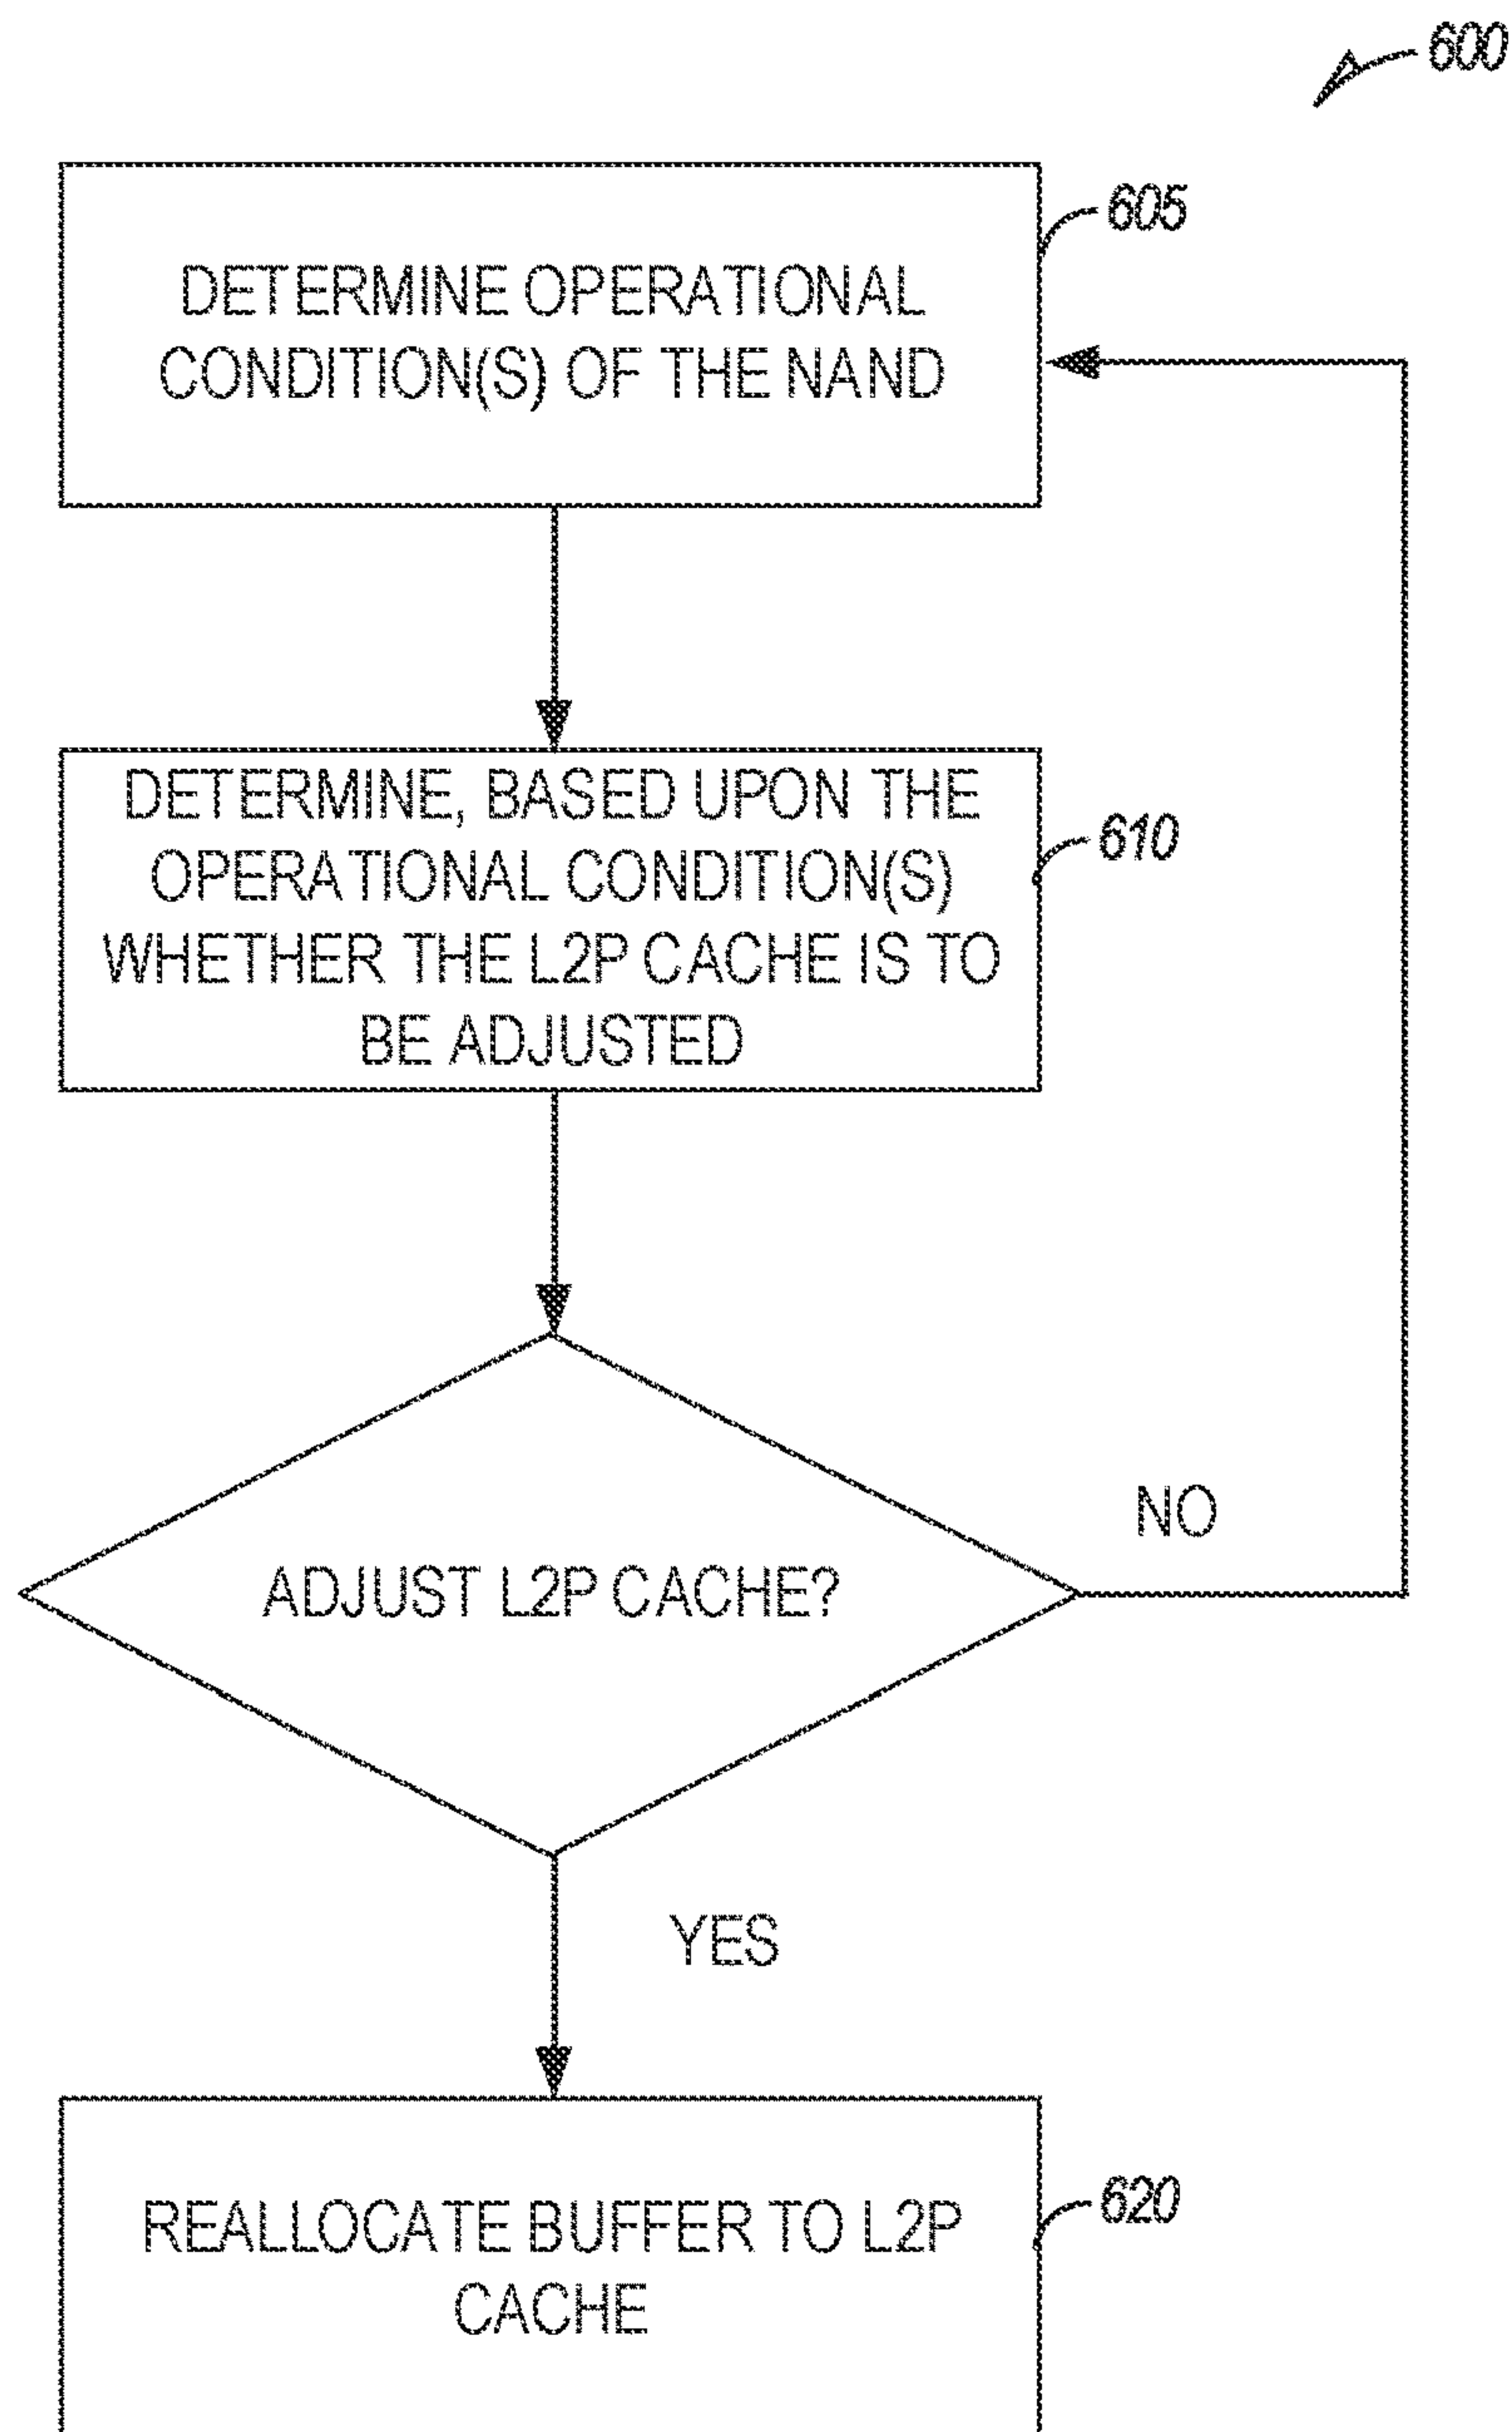 600
605
DETERMINE OPERATIONAL
CONDITION(S) OF THE NAND
DETERMINE, BASED UPON THE
OPERATIONAL CONDITION(S)
WHETHER THE L2P CACHE IS TO
BE ADJUSTED
610
NO
ADJUST L2P CACHE?
YES
REALLOCATE BUFFER TO L2P
CACHE
620